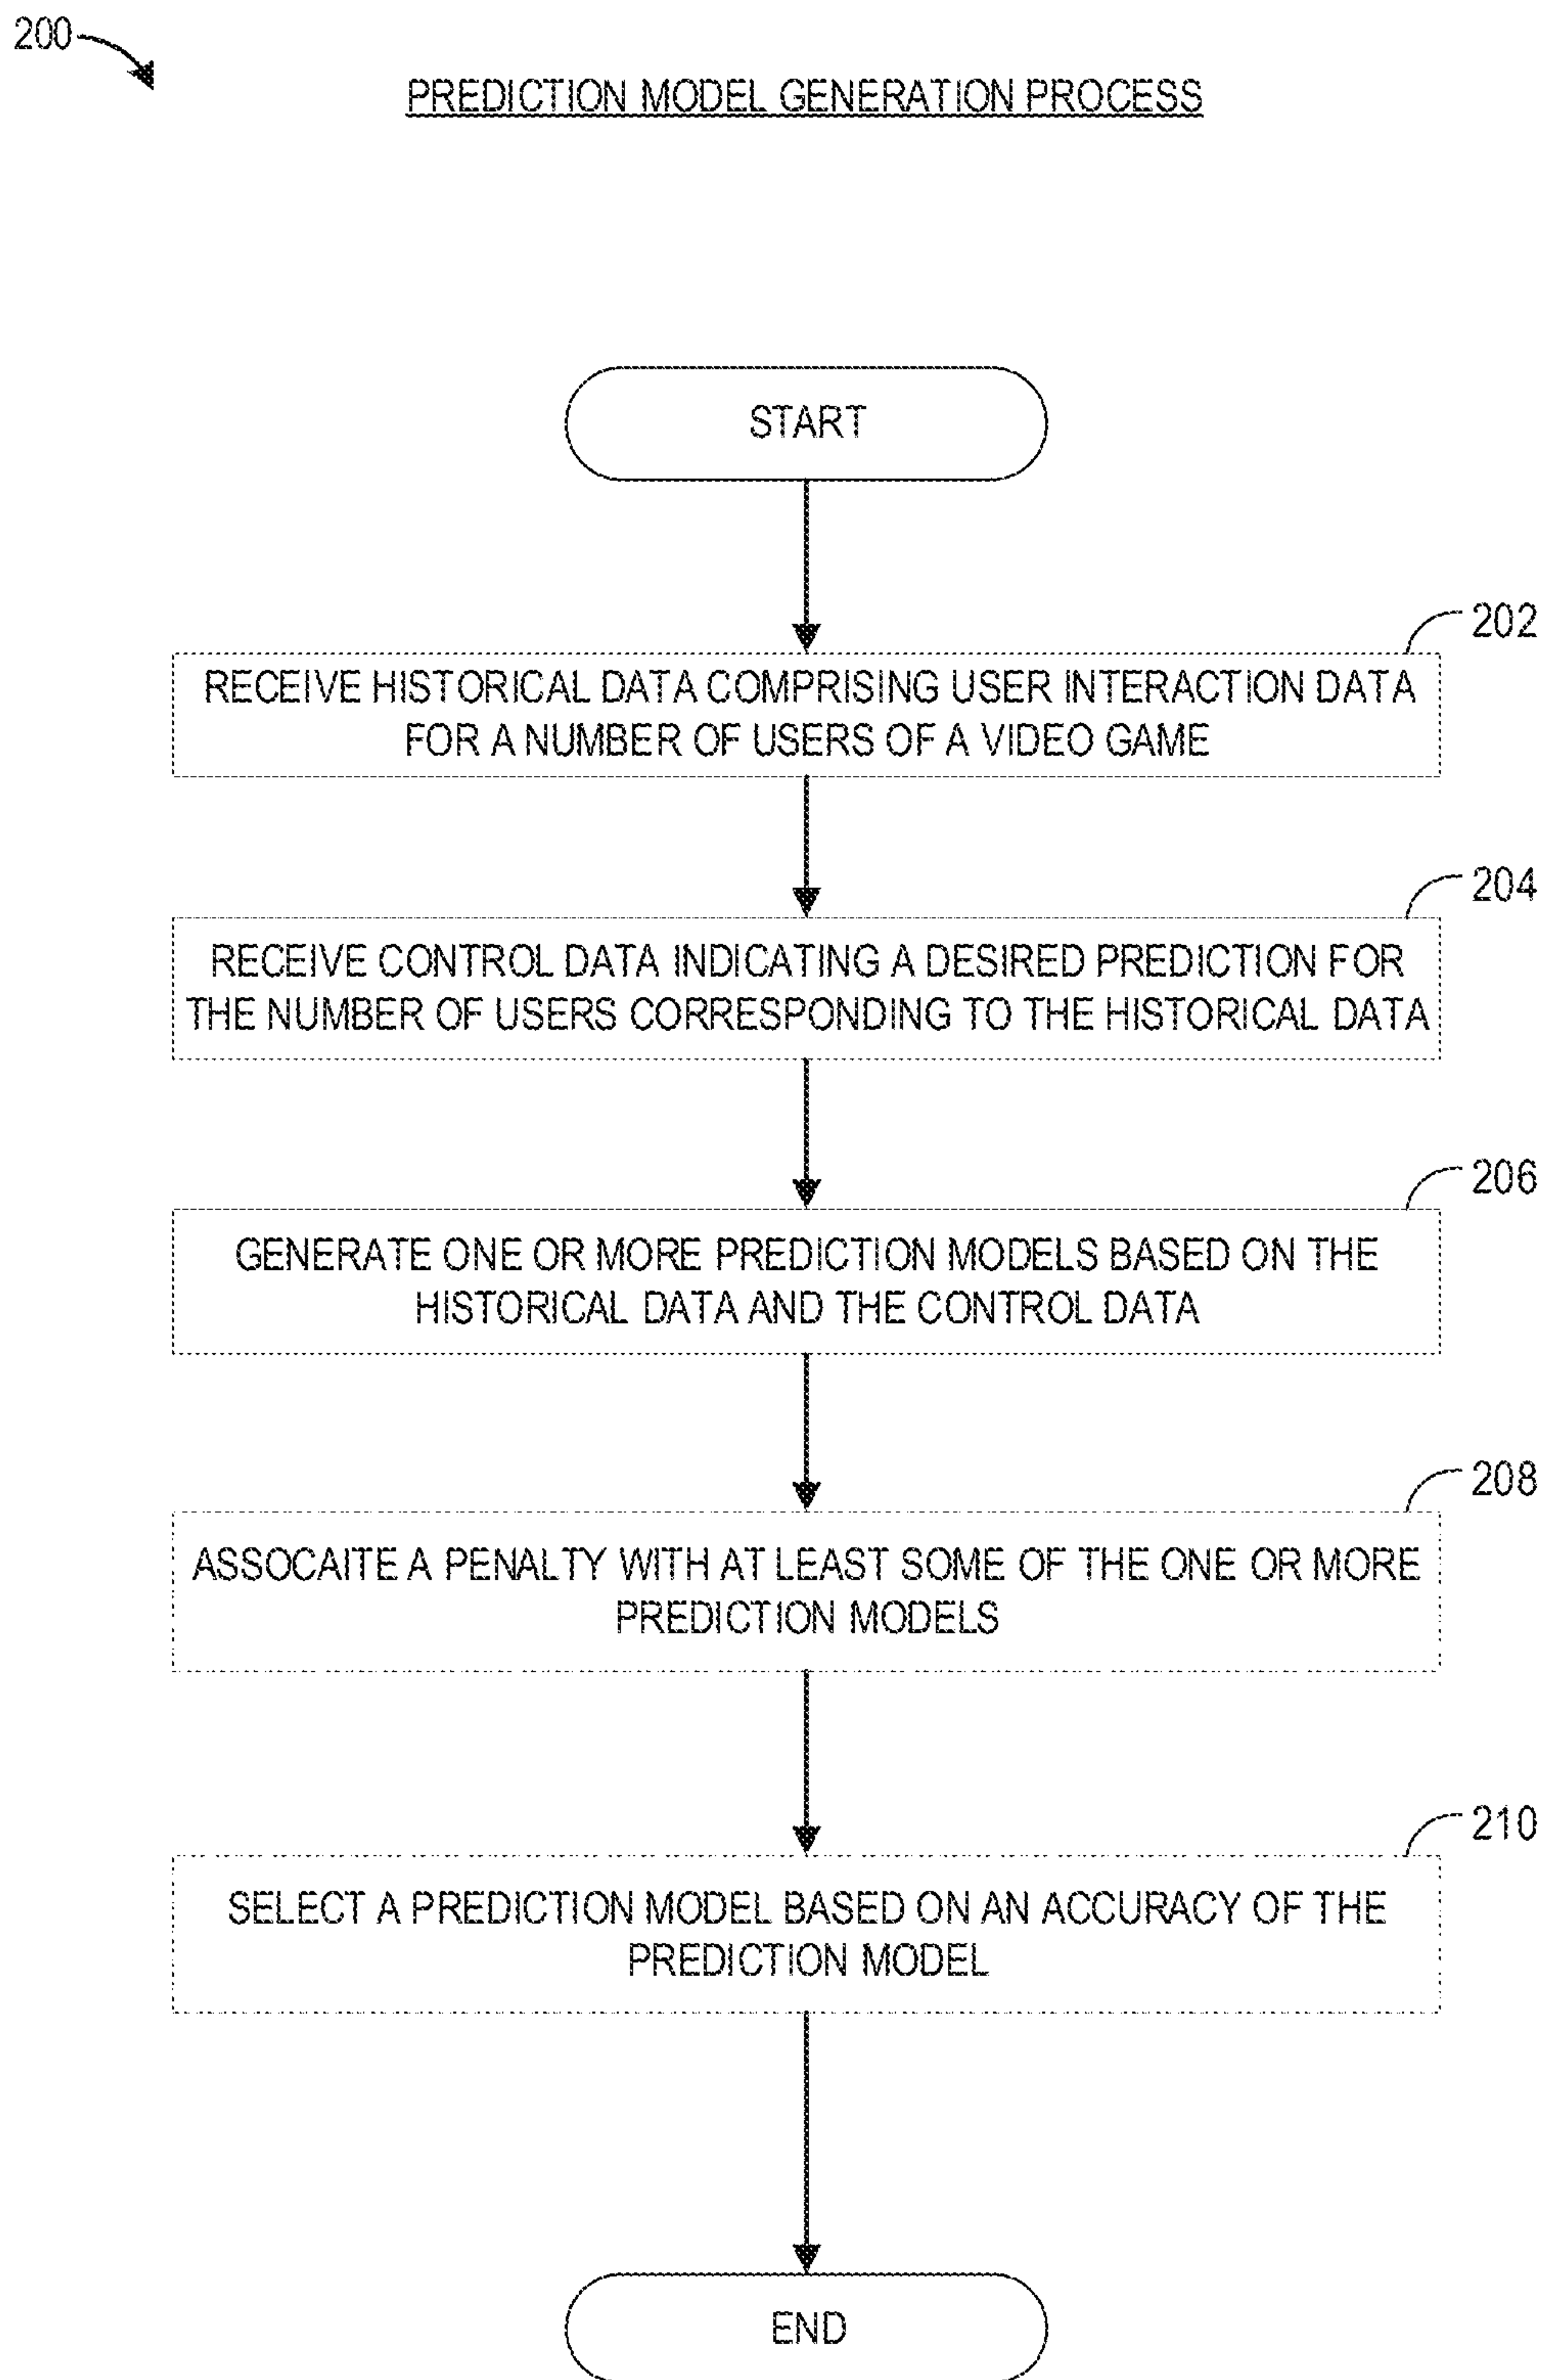 200
PREDICTION MODEL GENERATION PROCESS
START
202
RECEIVE HISTORICAL DATA COMPRISING USER INTERACTION DATA
FOR A NUMBER OF USERS OF A VIDEO GAME
204
RECEIVE CONTROL DATA INDICATING A DESIRED PREDICTION FOR
THE NUMBER OF USERS CORRESPONDING TO THE HISTORICAL DATA
206
GENERATE ONE OR MORE PREDICTION MODELS BASED ON THE
HISTORICAL DATA AND THE CONTROL DATA
208
ASSOCAITE A PENALTY WITH AT LEAST SOME OF THE ONE OR MORE
PREDICTION MODELS
210
SELECT A PREDICTION MODEL BASED ON AN ACCURACY OF THE
PREDICTION MODEL
END